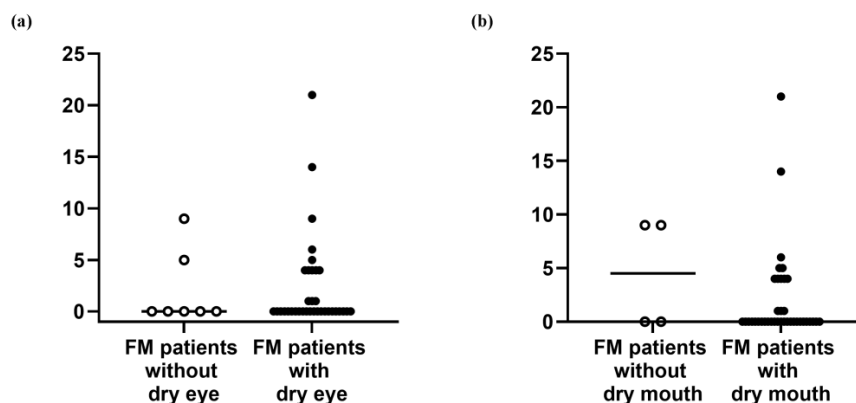 (a)
25
20
15
10
5
0
FM patients
without
dry eye
FM patients
with
dry eye
(b)
25
20
15
10
5
0
FM patients
without
dry mouth
FM patients
with
dry mouth